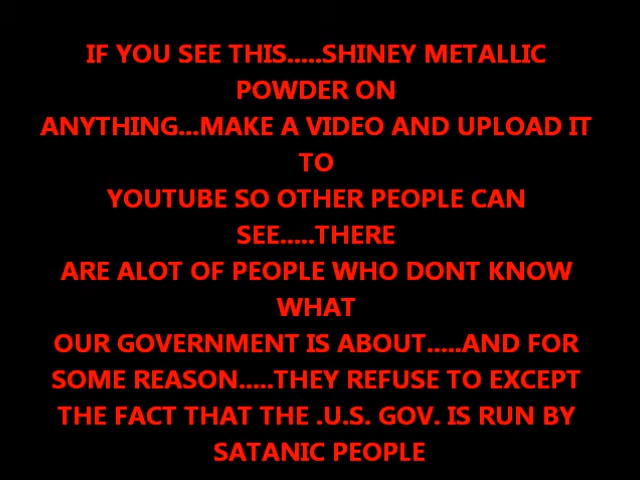 IF YOU SEE THIS.....SHINEY METALLIC
POWDER ON
ANYTHING...MAKE A VIDEO AND UPLOAD IT
TO
YOUTUBE SO OTHER PEOPLE CAN
SEE.....THERE
ARE ALOT OF PEOPLE WHO DONT KNOW
WHAT
OUR GOVERNMENT IS ABOUT.....AND FOR
SOME REASON.....THEY REFUSE TO EXCEPT
THE FACT THAT THE .U.S. GOV. IS RUN BY
SATANIC PEOPLE